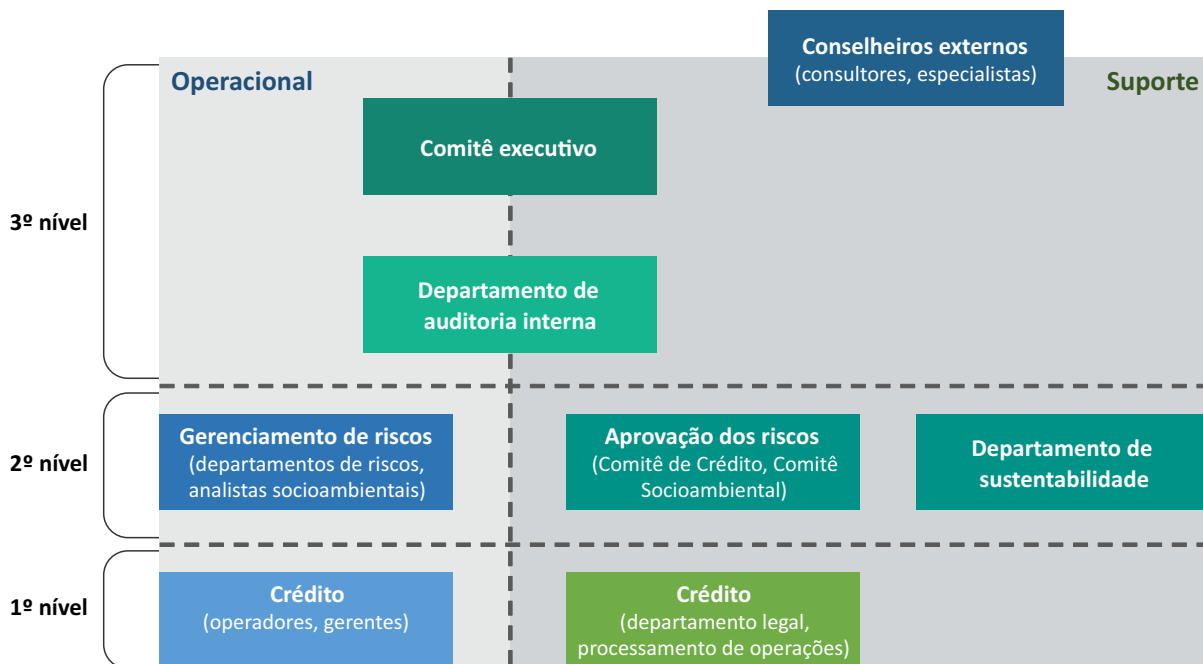 Conselheiros externos
(consultores, especialistas)
Operacional
Suporte
Comitê executivo
3º nível
Departamento de
auditoria interna
2º nível
Gerenciamento de riscos
(departamentos de riscos,
analistas socioambientais)
Aprovação dos riscos
(Comitê de Crédito, Comitê
Socioambiental)
Departamento de
sustentabilidade
1º nível
Crédito
(operadores, gerentes)
Crédito
(departamento legal,
processamento de operações)